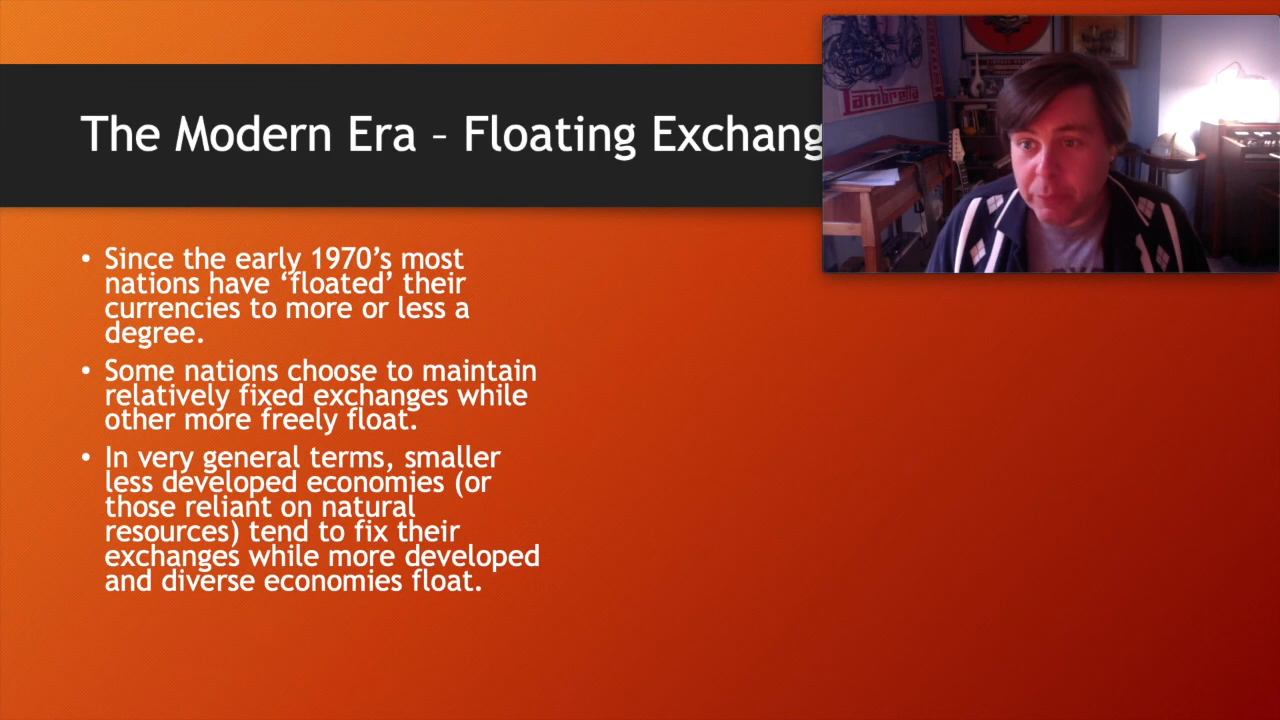 The Modern Era – Floating Exchang
Lambretta
• Since the early 1970’s most
nations have ‘floated’ their
currencies to more or less a
degree.
• Some nations choose to maintain
relatively fixed exchanges while
other more freely float.
• In very general terms, smaller
less developed economies (or
those reliant on natural
resources) tend to fix their
exchanges while more developed
and diverse economies float.